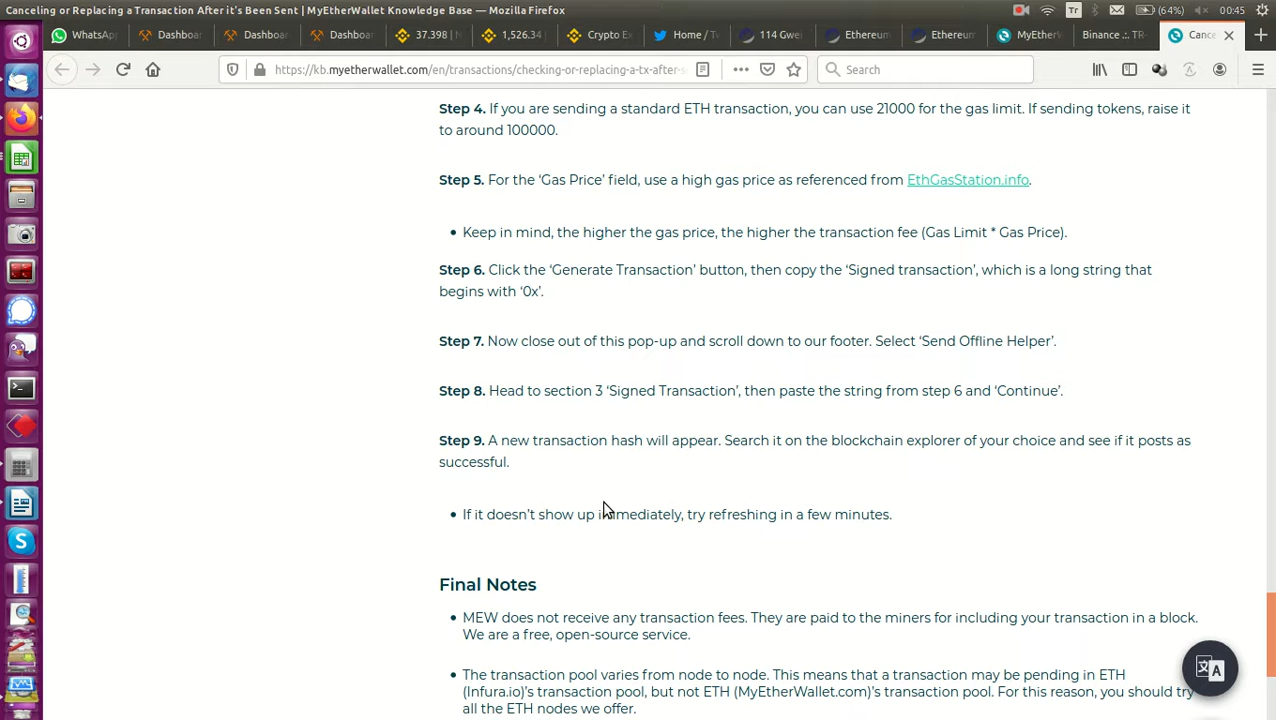 Canceling or Replacing a Transaction After it's Been Sent | MyEtherWallet Knowledge Base — Mozilla Firefox
Tr
(64%)
00:45
WhatsAp
Dashboar
Dashboar
Dashboar
37.398 |
1,526.34
Crypto Ex
Home / Tw
114 Gwei
Ethereum
Ethereum
MyEtherW
Binance .:. TR-
Cance
https://kb.myetherwallet.com/en/transactions/checking-or-replacing-a-tx-after-s
Search
Step 4. If you are sending a standard ETH transaction, you can use 21000 for the gas limit. If sending tokens, raise it
to around 100000.
Step 5. For the ‘Gas Price’ field, use a high gas price as referenced from EthGasStation.info.
• Keep in mind, the higher the gas price, the higher the transaction fee (Gas Limit * Gas Price).
Step 6. Click the ‘Generate Transaction’ button, then copy the ‘Signed transaction’, which is a long string that
begins with ‘0x’.
Step 7. Now close out of this pop-up and scroll down to our footer. Select ‘Send Offline Helper’.
Step 8. Head to section 3 ‘Signed Transaction’, then paste the string from step 6 and ‘Continue’.
Step 9. A new transaction hash will appear. Search it on the blockchain explorer of your choice and see if it posts as
successful.
• If it doesn’t show up immediately, try refreshing in a few minutes.
Final Notes
• MEW does not receive any transaction fees. They are paid to the miners for including your transaction in a block.
We are a free, open-source service.
• The transaction pool varies from node to node. This means that a transaction may be pending in ETH
(Infura.io)’s transaction pool, but not ETH (MyEtherWallet.com)’s transaction pool. For this reason, you should try
all the ETH nodes we offer.